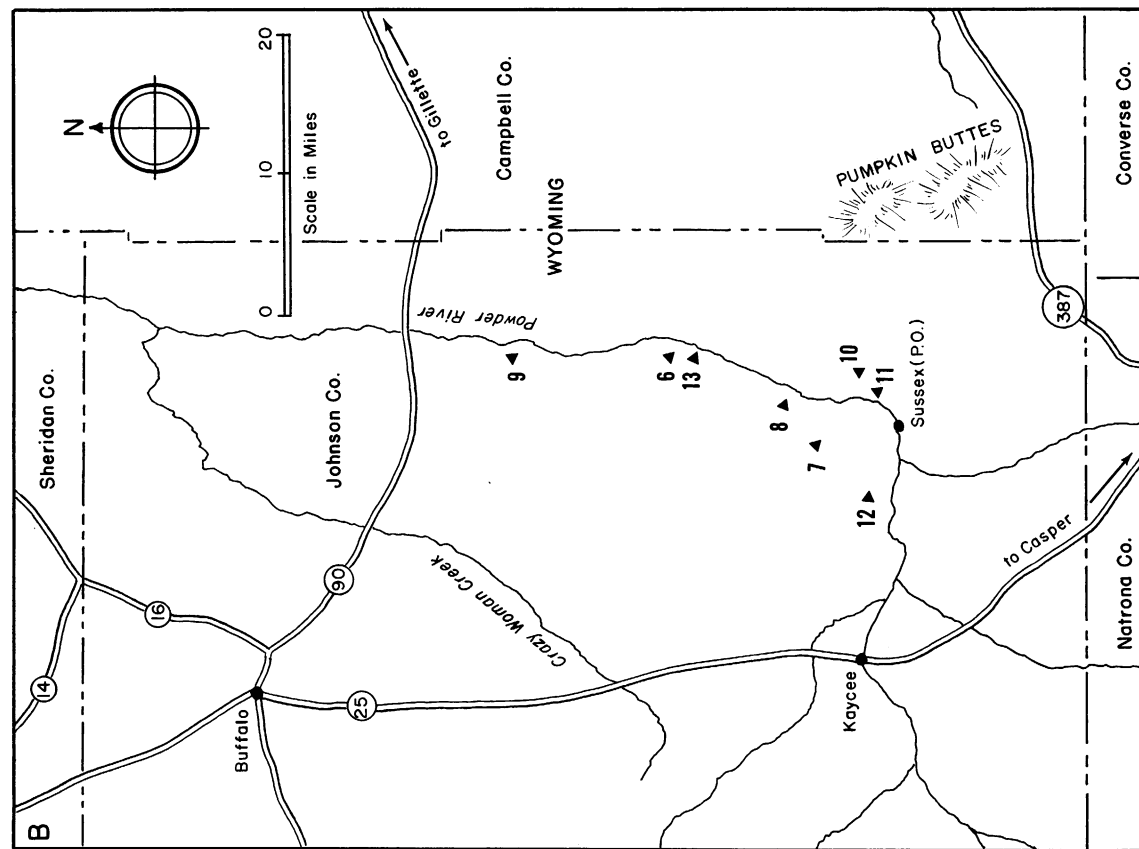 B
N
0 10 20
Scale in Miles
to Gillette
Sheridan Co.
Johnson Co.
Campbell Co.
WYOMING
14
16
90
25
Buffalo
Crazy Woman Creek
Powder River
PUMPKIN BUTTES
9
6
13
10
11
8
7
12
Sussex (P.O.)
Kaycee
387
to Casper
Natrona Co.
Converse Co.